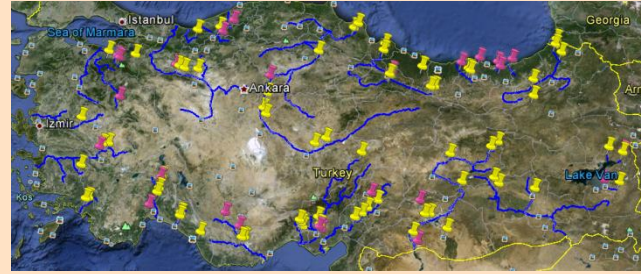 Istanbul
Sea of Marmara
Georgia
Ankara
Izmir
Turkey
Lake Van
Kos